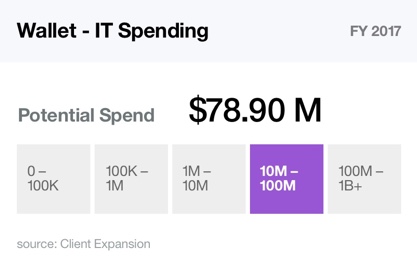 Wallet - IT Spending FY 2017
Potential Spend $78.90 M
0 – 100K – 1M – 10M – 100M –
100K 1M 10M 100M 1B+
source: Client Expansion